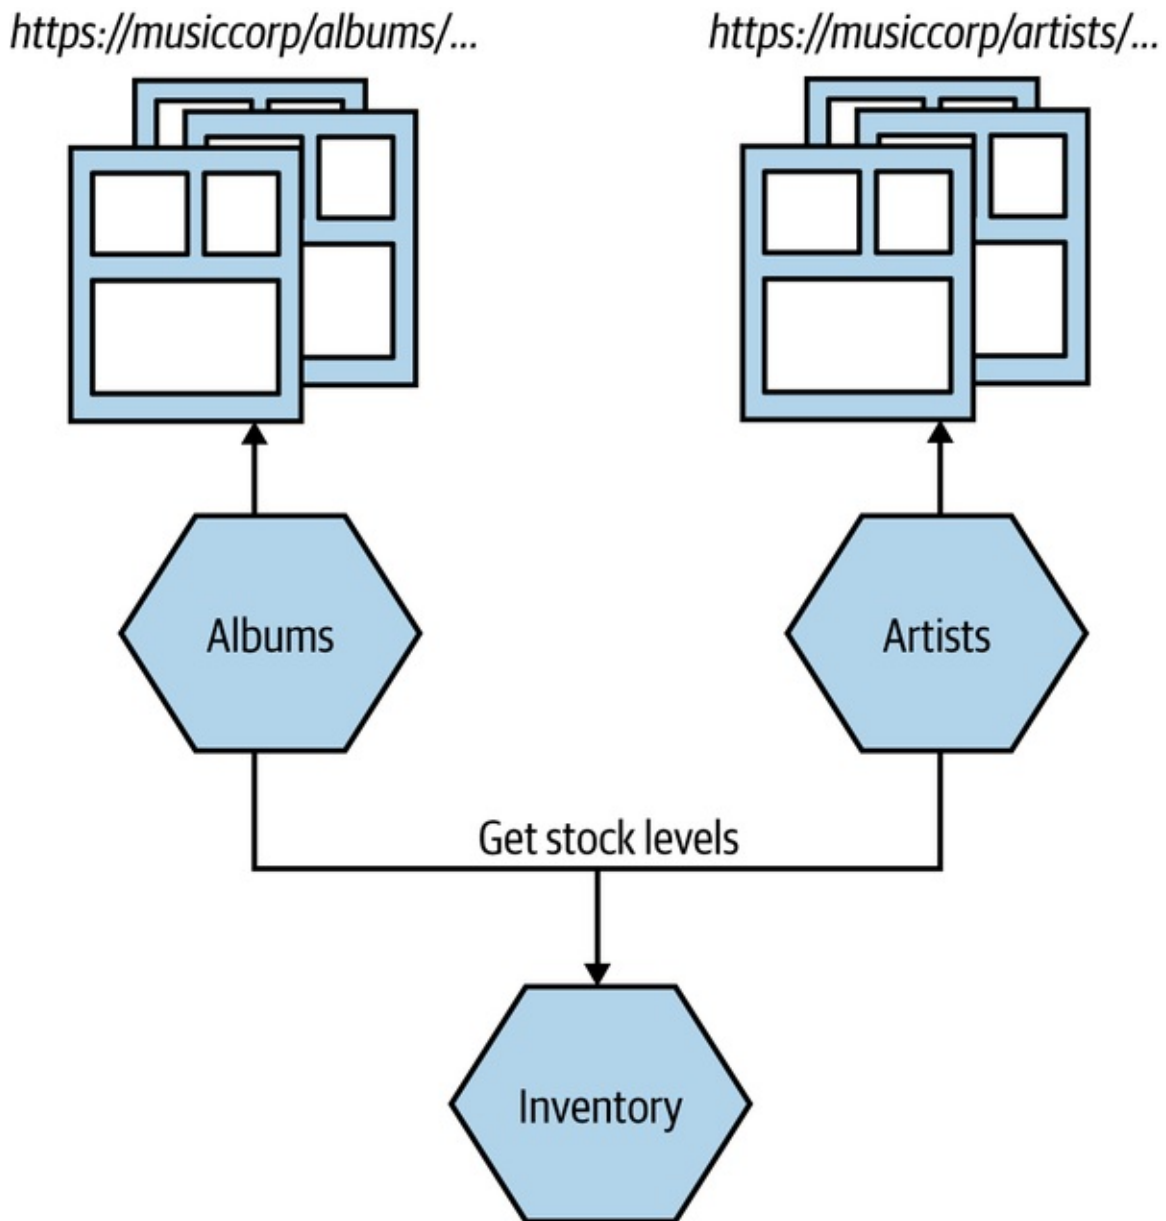 https://musiccorp/albums/...
https://musiccorp/artists/...
Albums
Artists
Get stock levels
Inventory